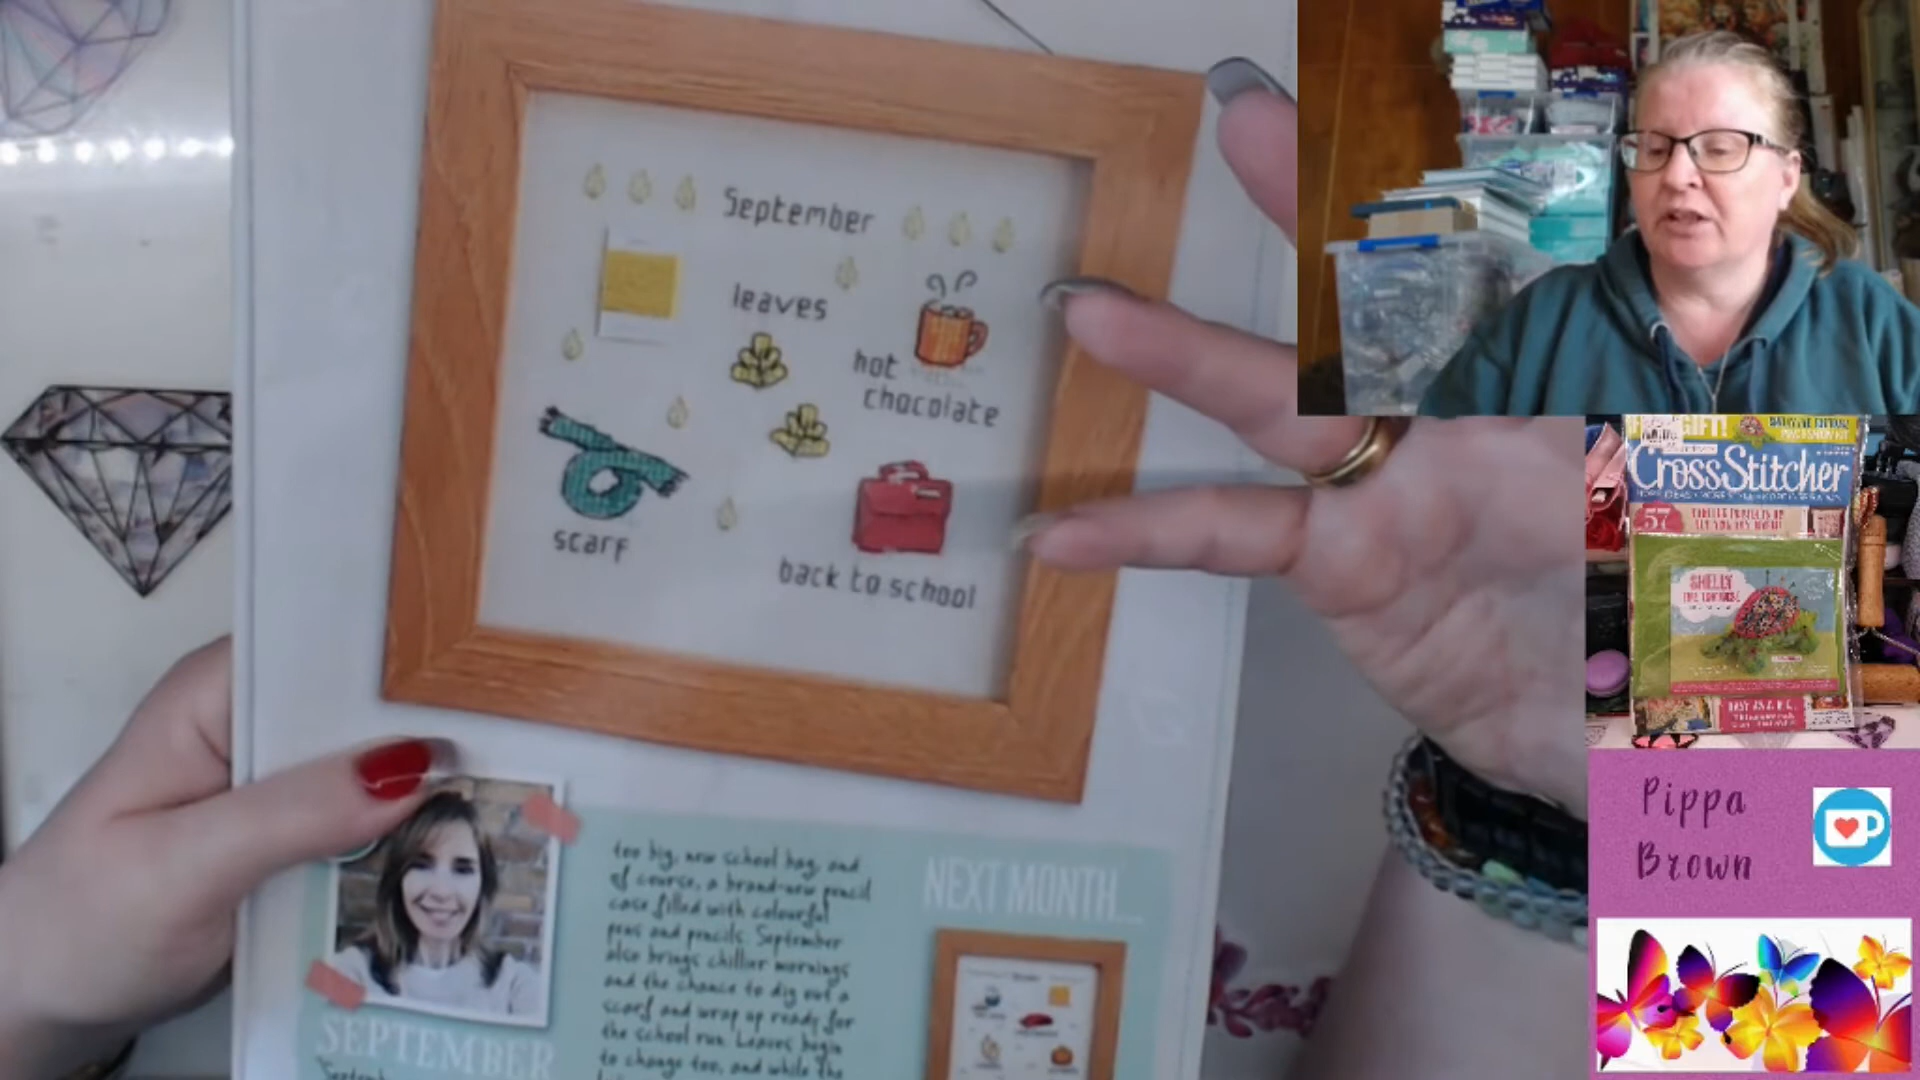 September
leaves
hot
chocolate
scarf
back to school
too big, new school bag, and
of course, a brand-new pencil
case filled with colourful
pens and pencils. September
also brings chillier mornings
and the chance to dig out a
scarf and wrap up ready for
the school run. Leaves begin
to change too, and while the
NEXT MONTH...
SEPTEMBER
GIFT!
CrossStitcher
57
SHELLY
THE TORTOISE
Pippa
Brown